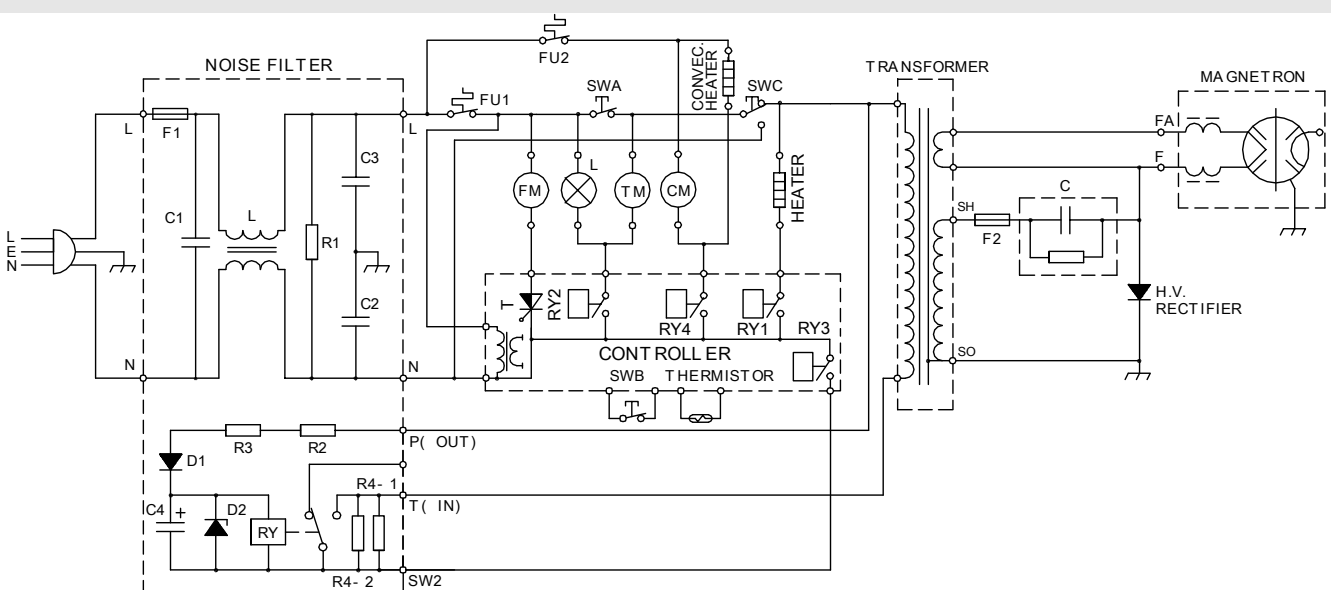 NOISE FILTER
FU2
CONVEC.
HEATER
TRANSFORMER
MAGNETRON
L
F1
L
FU1
SWA
SWC
FA
F
C3
C1
L
R1
C2
FM
L
TM
CM
HEATER
SH
F2
C
L
E
N
T
RY2
RY4
RY1
RY3
H.V.
RECTIFIER
N
N
CONTROLLER
SWB
THERMISTOR
SO
R3
R2
P( OUT)
D1
R4-1
T( IN)
C4
+
D2
RY
R4-2
SW2